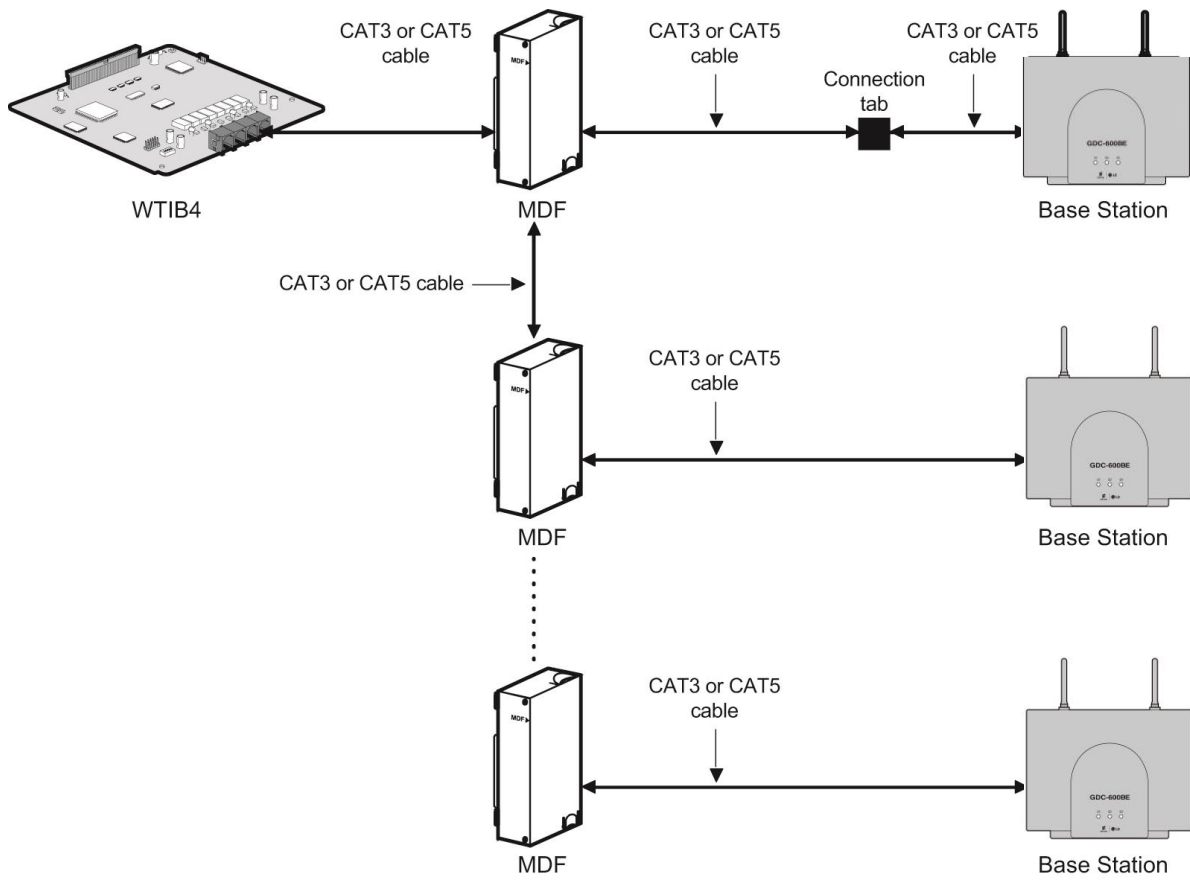 CAT3 or CAT5
cable
CAT3 or CAT5
cable
CAT3 or CAT5
cable
Connection
tab
MDF
GDC-600BE
WTIB4
MDF
Base Station
CAT3 or CAT5 cable
CAT3 or CAT5
cable
MDF
GDC-600BE
MDF
Base Station
CAT3 or CAT5
cable
MDF
GDC-600BE
MDF
Base Station